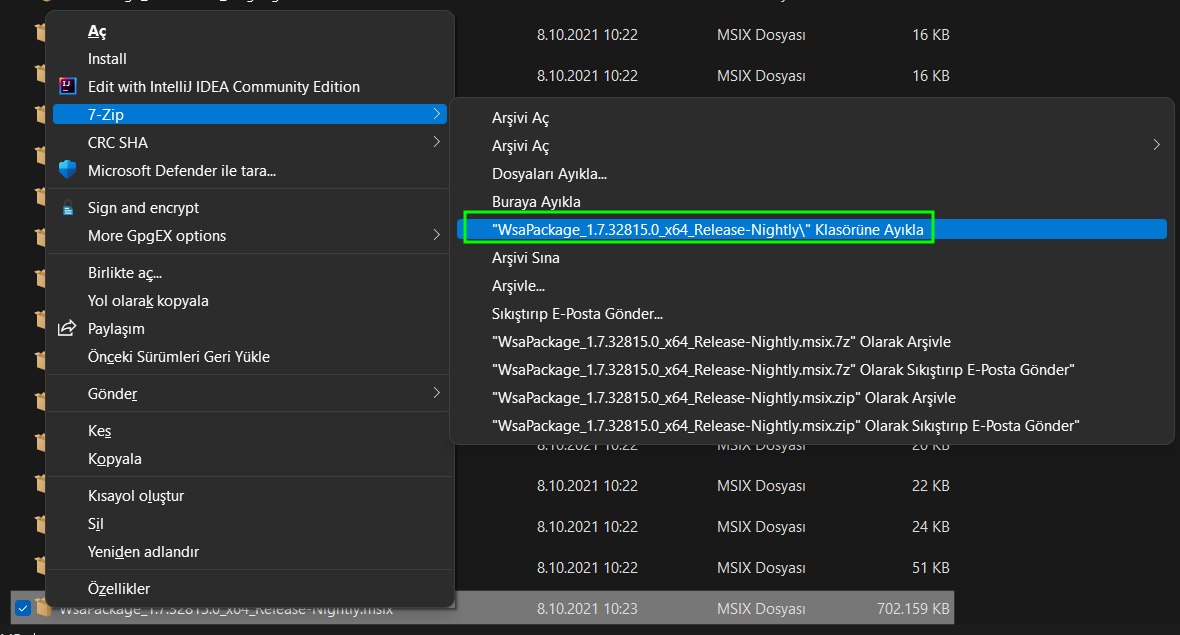 8.10.2021 10:22 MSIX Dosyası 16 KB
8.10.2021 10:22 MSIX Dosyası 16 KB
Aç
Install
Edit with IntelliJ IDEA Community Edition
7-Zip
CRC SHA
Microsoft Defender ile tara...
Sign and encrypt
More GpgEX options
Birlikte aç...
Yol olarak kopyala
Paylaşım
Önceki Sürümleri Geri Yükle
Gönder
Kes
Kopyala
Kısayol oluştur
Sil
Yeniden adlandır
Özellikler
Arşivi Aç
Arşivi Aç
Dosyaları Ayıkla...
Buraya Ayıkla
"WsaPackage_1.7.32815.0_x64_Release-Nightly\" Klasörüne Ayıkla
Arşivi Sına
Arşivle...
Sıkıştırıp E-Posta Gönder...
"WsaPackage_1.7.32815.0_x64_Release-Nightly.msix.7z" Olarak Arşivle
"WsaPackage_1.7.32815.0_x64_Release-Nightly.msix.7z" Olarak Sıkıştırıp E-Posta Gönder"
"WsaPackage_1.7.32815.0_x64_Release-Nightly.msix.zip" Olarak Arşivle
"WsaPackage_1.7.32815.0_x64_Release-Nightly.msix.zip" Olarak Sıkıştırıp E-Posta Gönder"
8.10.2021 10:22 MSIX Dosyası 20 KB
8.10.2021 10:22 MSIX Dosyası 22 KB
8.10.2021 10:22 MSIX Dosyası 24 KB
8.10.2021 10:22 MSIX Dosyası 51 KB
WsaPackage_1.7.32815.0_x64_Release-Nightly.msix 8.10.2021 10:23 MSIX Dosyası 702.159 KB